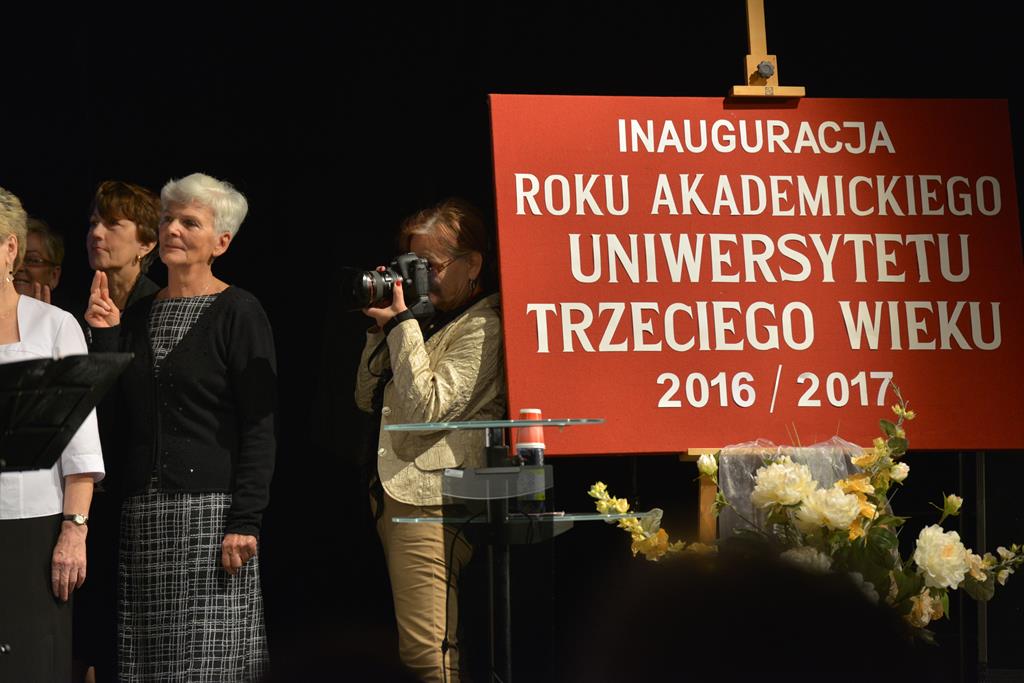 INAUGURACJA
ROKU AKADEMICKIEGO
UNIWERSYTETU
TRZECIEGO WIEKU
2016 / 2017